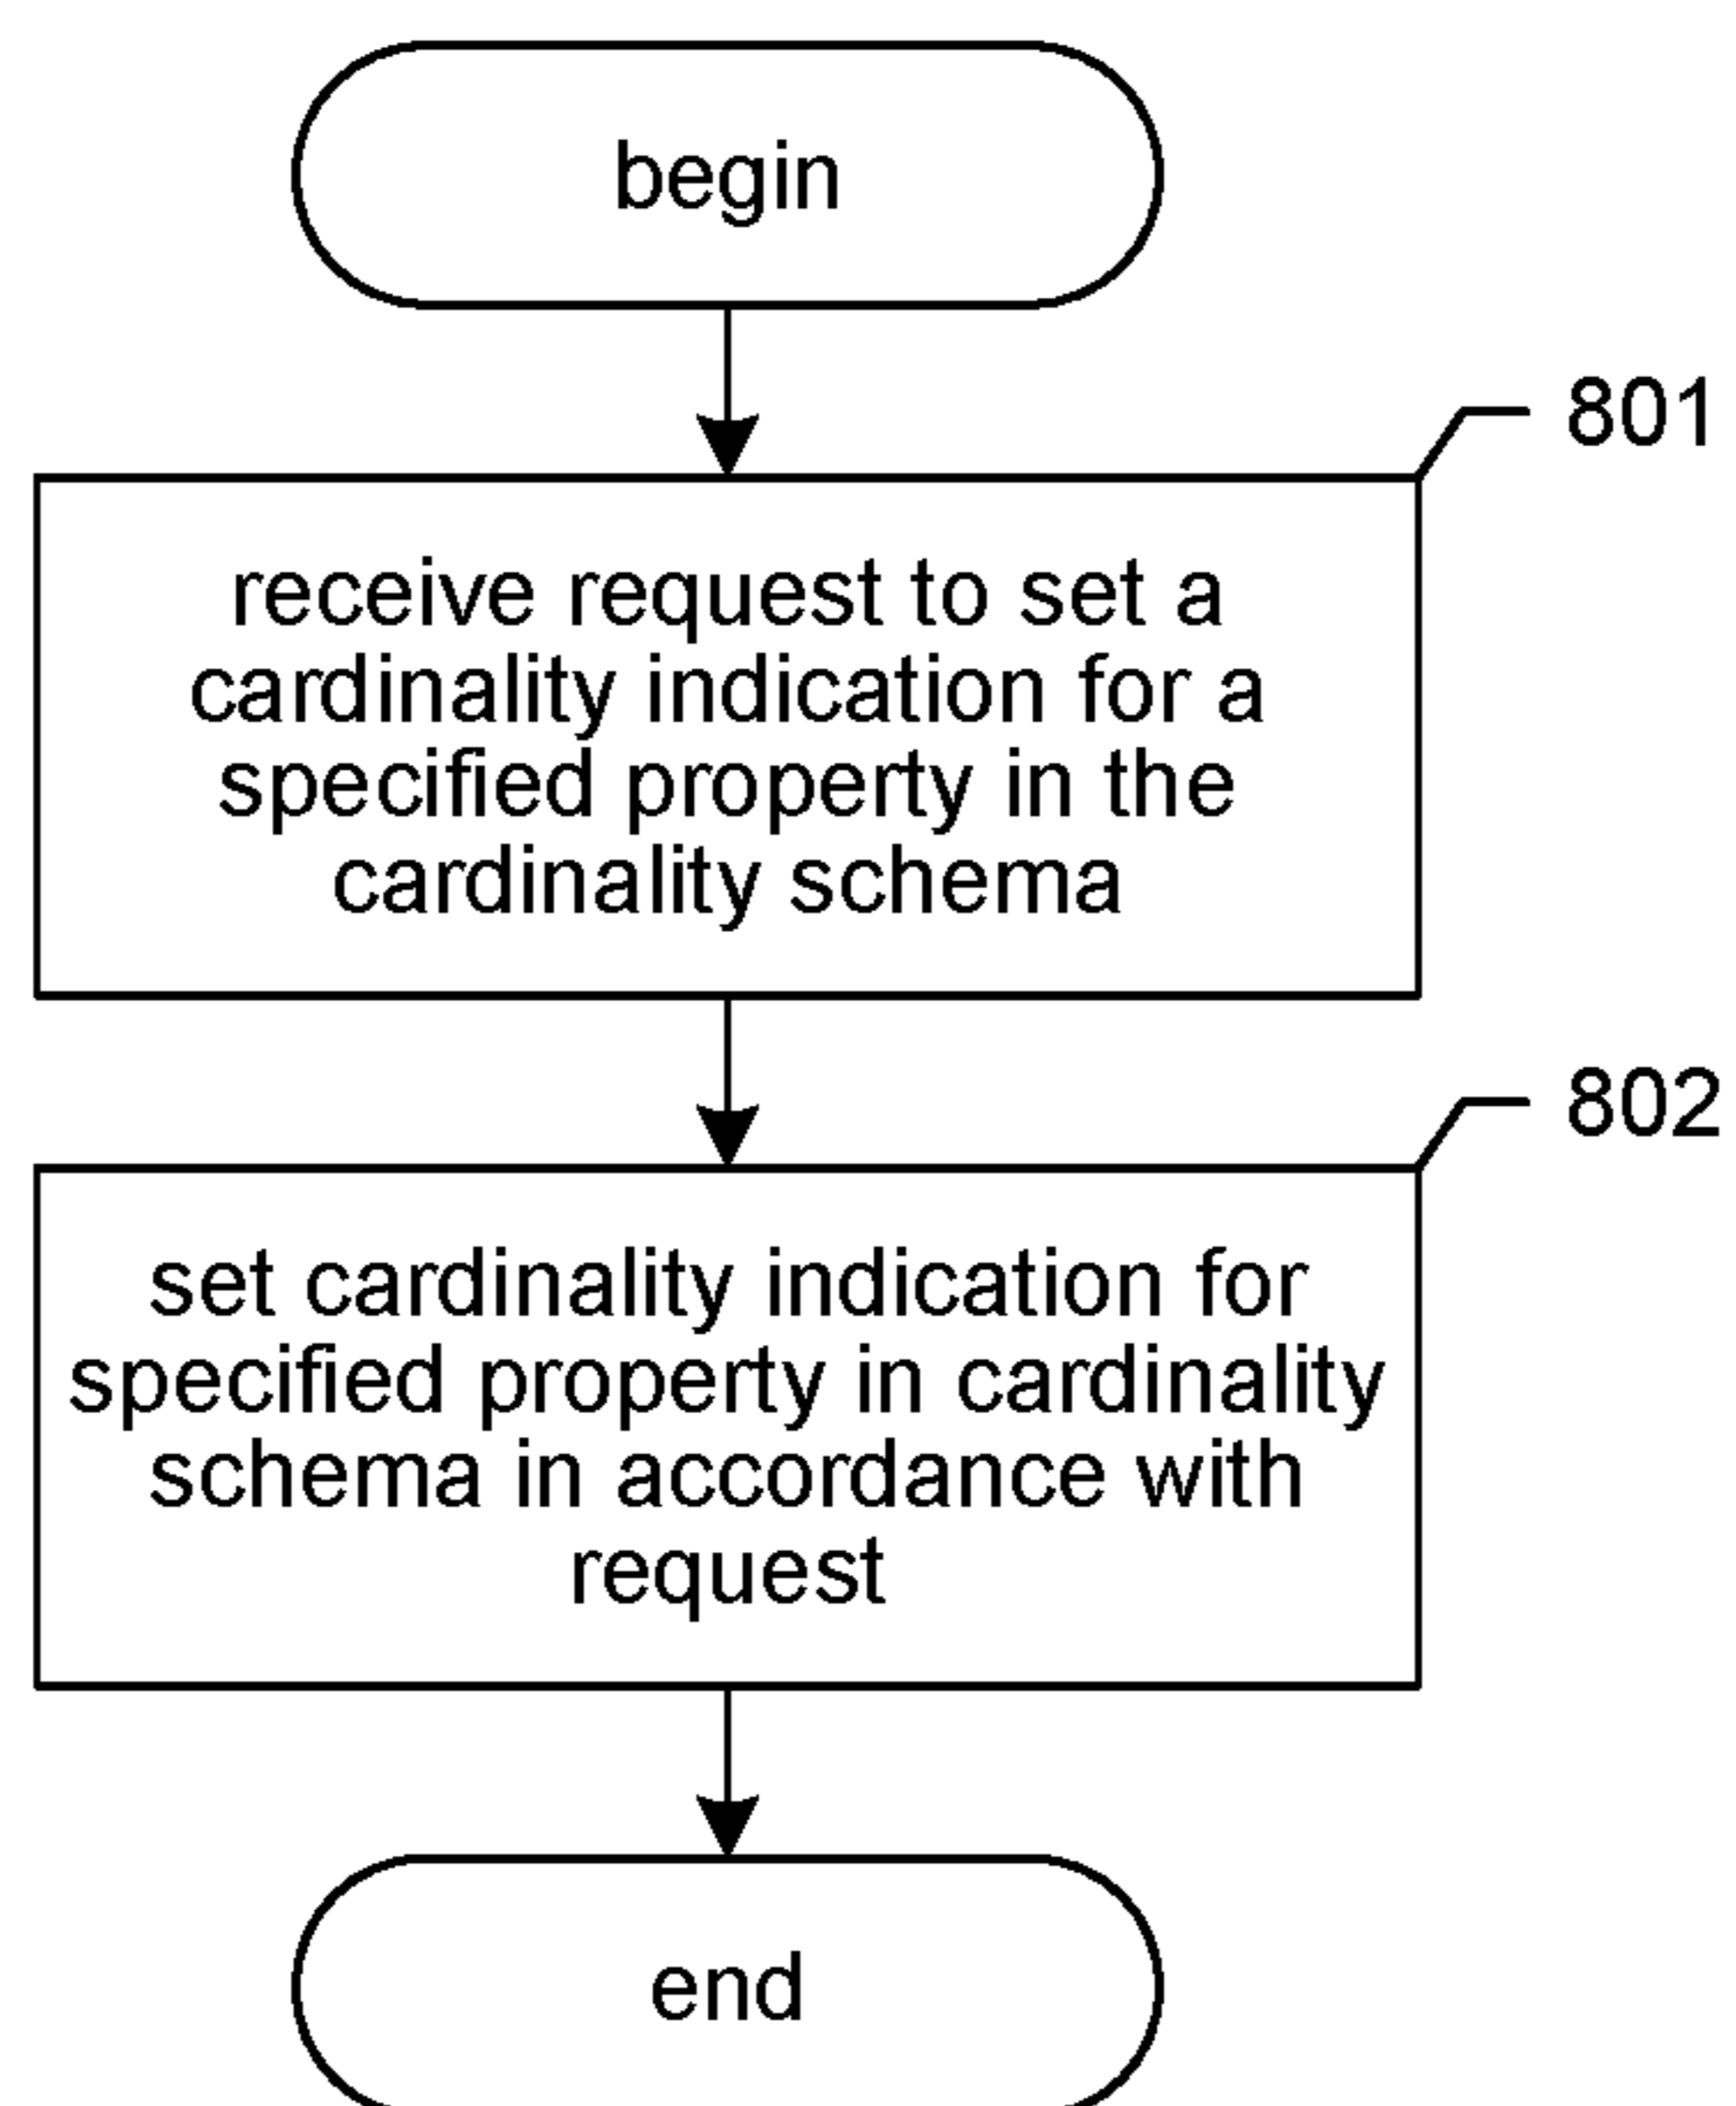 begin
801
receive request to set a
cardinality indication for a
specified property in the
cardinality schema
802
set cardinality indication for
specified property in cardinality
schema in accordance with
request
end